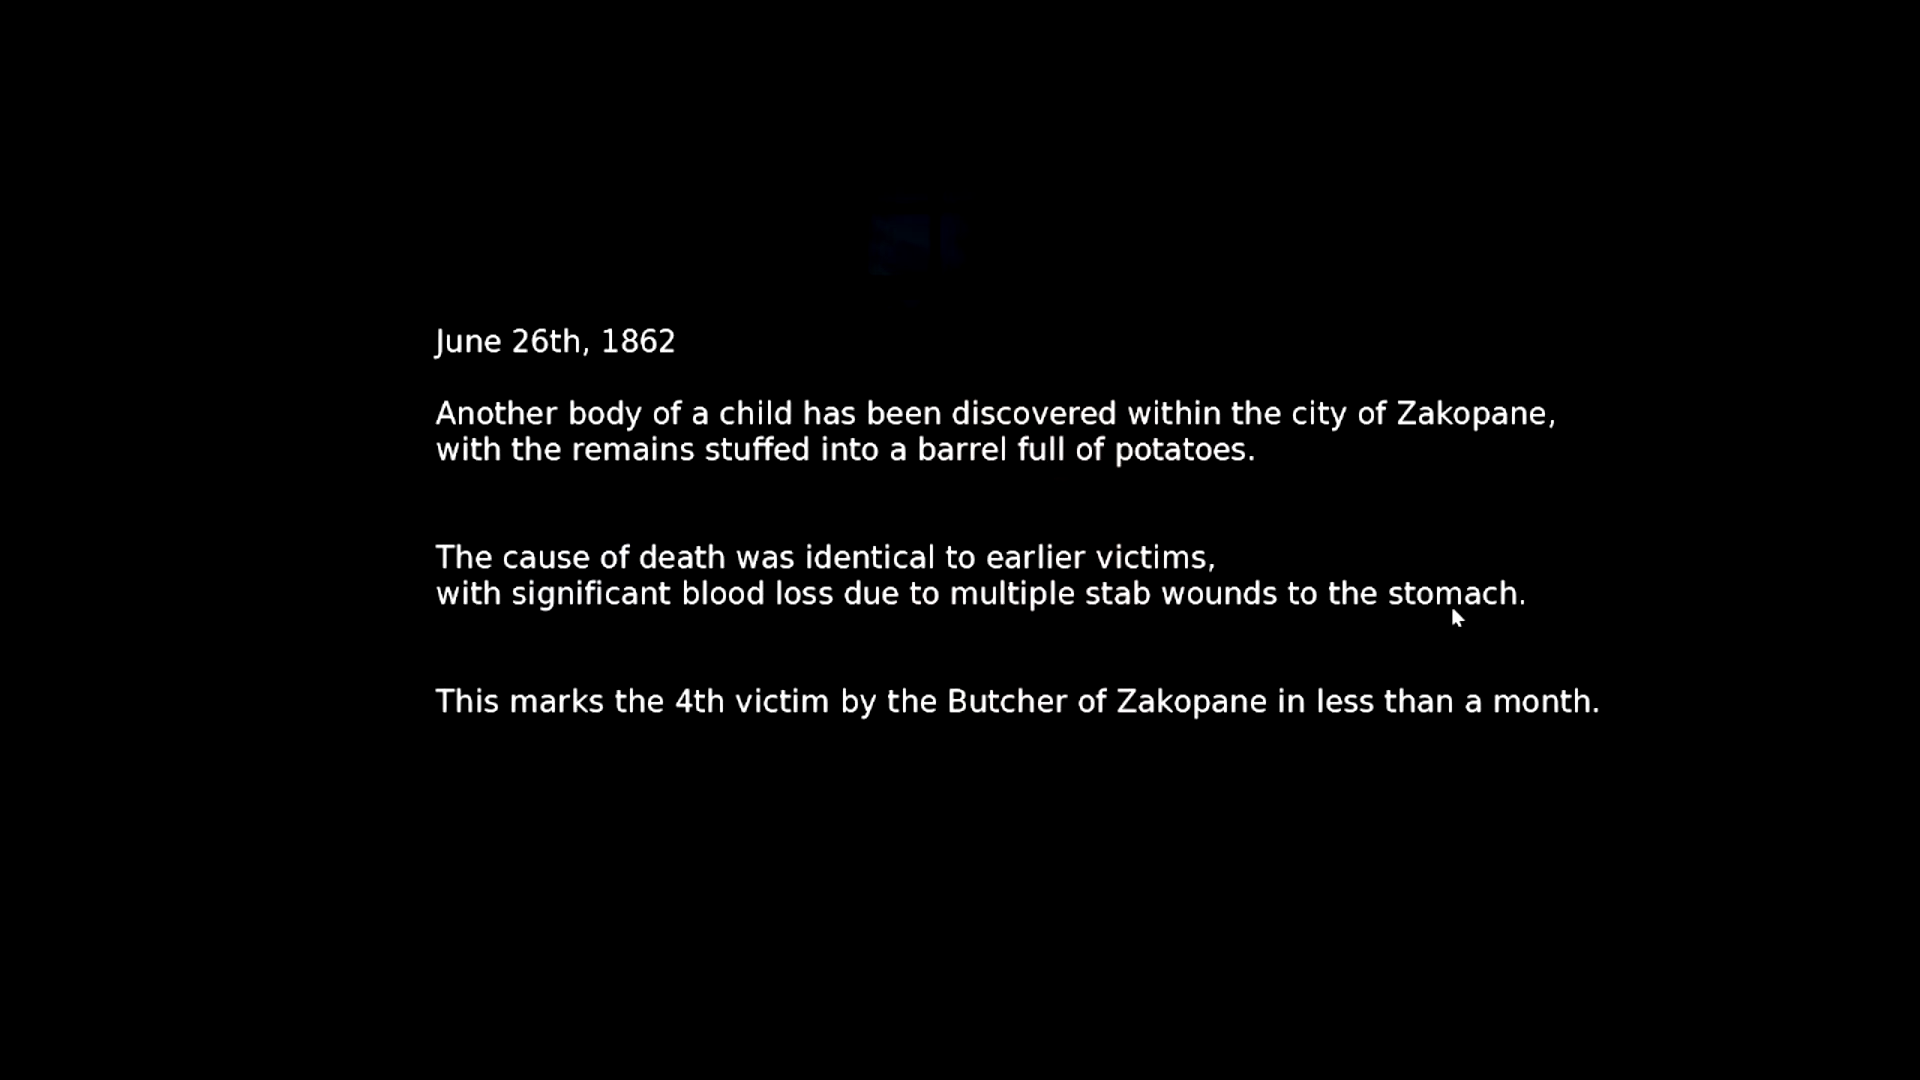 June 26th, 1862
Another body of a child has been discovered within the city of Zakopane,
with the remains stuffed into a barrel full of potatoes.
The cause of death was identical to earlier victims,
with significant blood loss due to multiple stab wounds to the stomach.
This marks the 4th victim by the Butcher of Zakopane in less than a month.